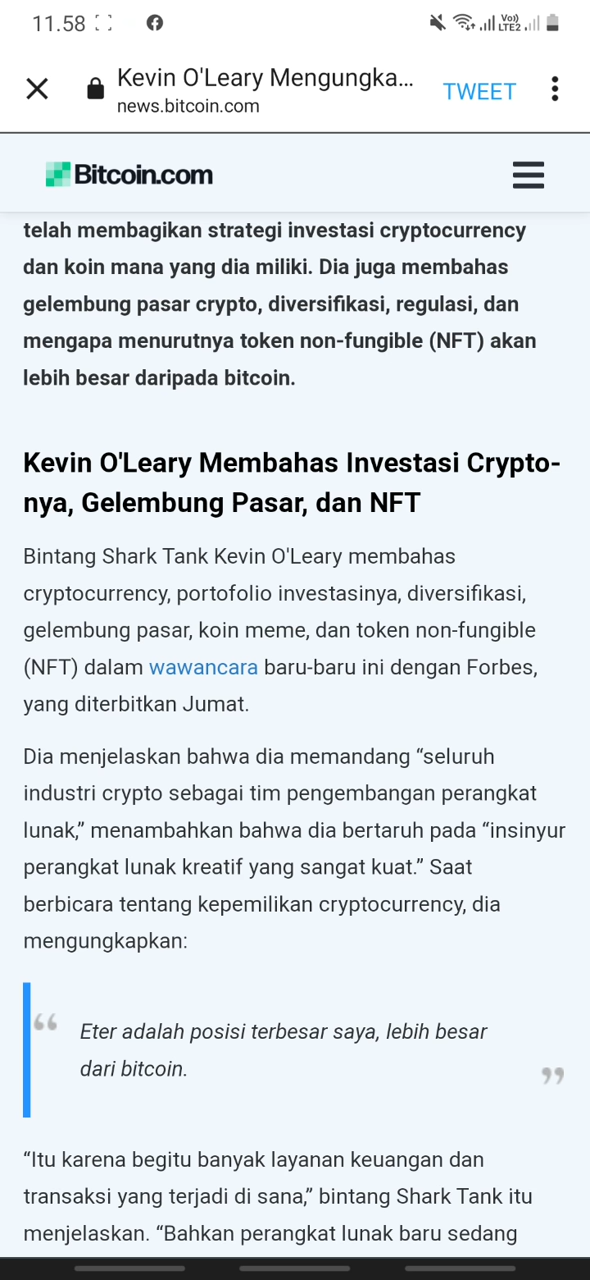 11.58
Vo))
LTE2
Kevin O'Leary Mengungka...
TWEET
news.bitcoin.com
Bitcoin.com
telah membagikan strategi investasi cryptocurrency
dan koin mana yang dia miliki. Dia juga membahas
gelembung pasar crypto, diversifikasi, regulasi, dan
mengapa menurutnya token non-fungible (NFT) akan
lebih besar daripada bitcoin.
Kevin O'Leary Membahas Investasi Crypto-
nya, Gelembung Pasar, dan NFT
Bintang Shark Tank Kevin O'Leary membahas
cryptocurrency, portofolio investasinya, diversifikasi,
gelembung pasar, koin meme, dan token non-fungible
(NFT) dalam wawancara baru-baru ini dengan Forbes,
yang diterbitkan Jumat.
Dia menjelaskan bahwa dia memandang “seluruh
industri crypto sebagai tim pengembangan perangkat
lunak,” menambahkan bahwa dia bertaruh pada “insinyur
perangkat lunak kreatif yang sangat kuat.” Saat
berbicara tentang kepemilikan cryptocurrency, dia
mengungkapkan:
“ Eter adalah posisi terbesar saya, lebih besar
dari bitcoin. ”
“Itu karena begitu banyak layanan keuangan dan
transaksi yang terjadi di sana,” bintang Shark Tank itu
menjelaskan. “Bahkan perangkat lunak baru sedang